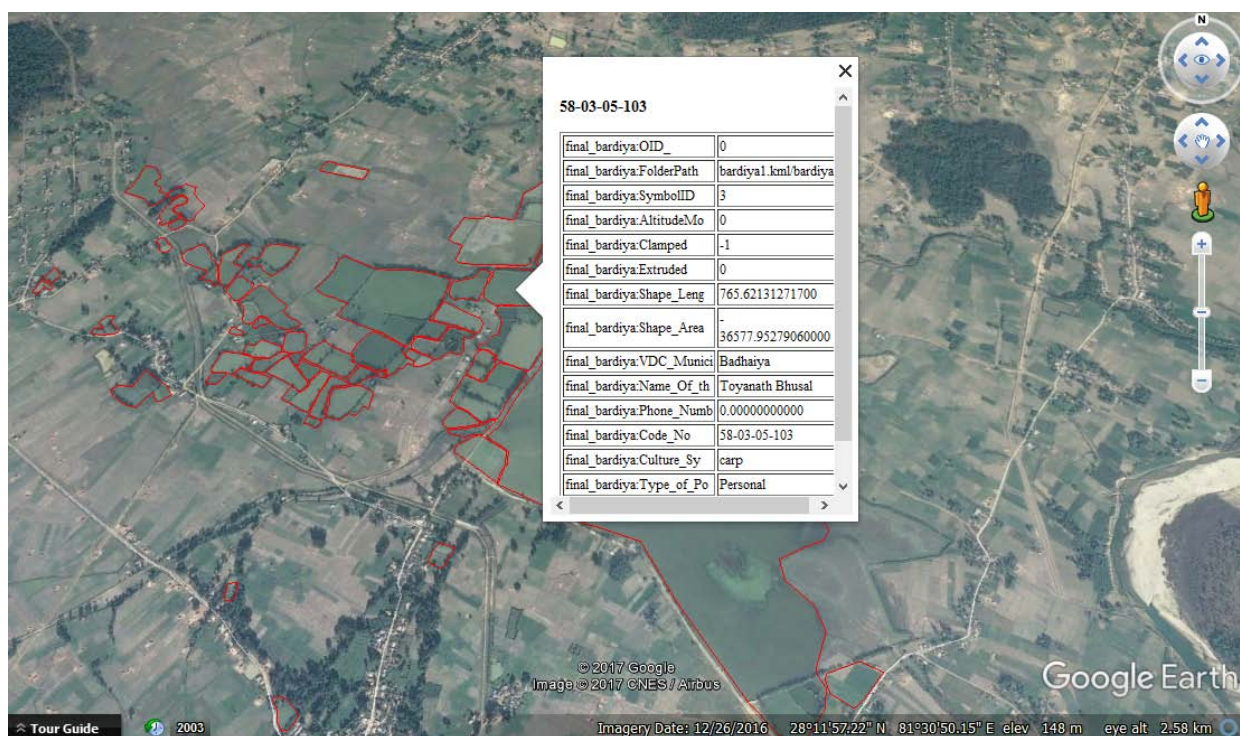 N
58-03-05-103
final_bardiya:OID_ 0
final_bardiya:FolderPath bardiya1.kml/bardiya
final_bardiya:SymbolID 3
final_bardiya:AltitudeMo 0
final_bardiya:Clamped -1
final_bardiya:Extruded 0
final_bardiya:Shape_Leng 765.62131271700
final_bardiya:Shape_Area -
36577.95279060000
final_bardiya:VDC_Munici Badhaiya
final_bardiya:Name_Of_th Toyanath Bhusal
final_bardiya:Phone_Numb 0.00000000000
final_bardiya:Code_No 58-03-05-103
final_bardiya:Culture_Sy carp
final_bardiya:Type_of_Po Personal
© 2017 Google
Image © 2017 CNES / Airbus
Google Earth
Tour Guide 2003 Imagery Date: 12/26/2016 28°11'57.22" N 81°30'50.15" E elev 148 m eye alt 2.58 km